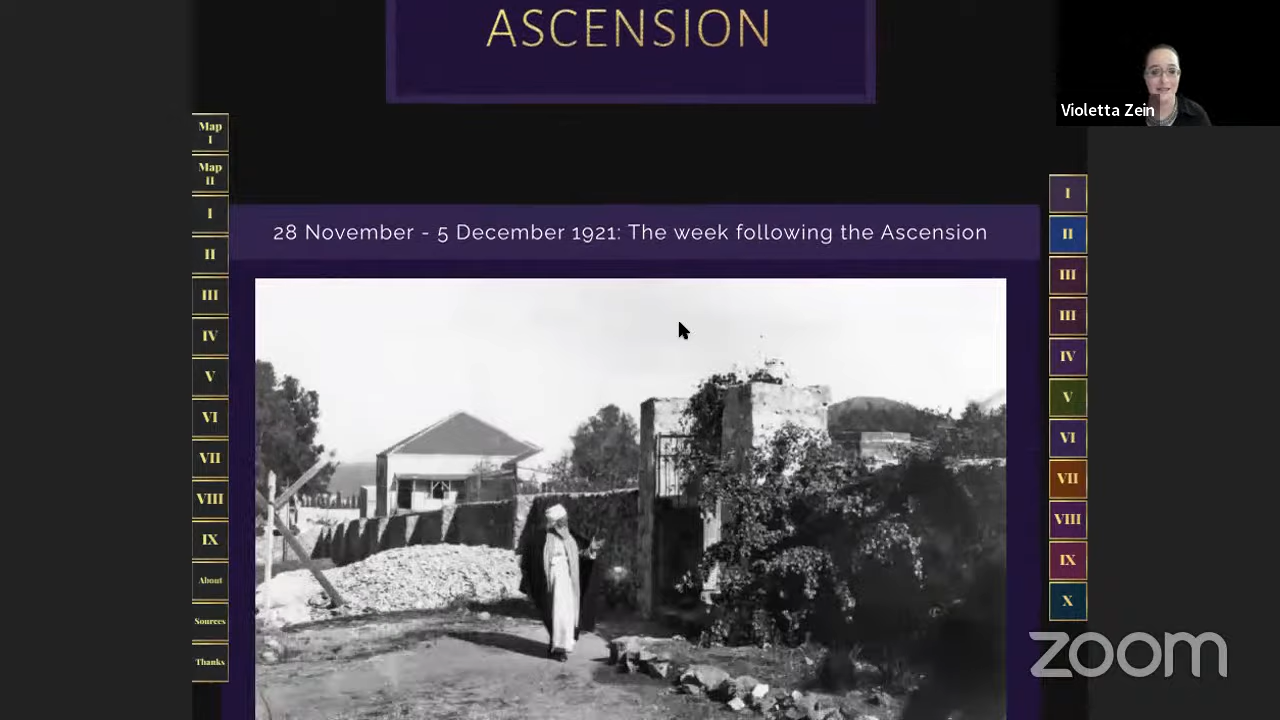 ASCENSION
Violetta Zein
Map
I
Map
II
I
II
III
IV
V
VI
VII
VIII
IX
About
Sources
Thanks
28 November - 5 December 1921: The week following the Ascension
I
II
III
III
IV
V
VI
VII
VIII
IX
X
zoom